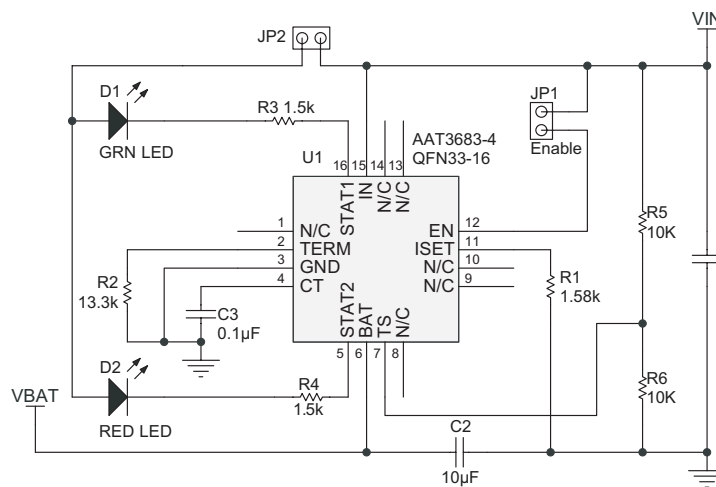 VIN
JP2
D1
R3 1.5k
JP1
AAT3683-4
QFN33-16
GRN LED
U1
Enable
16
15
14
13
STAT1
IN
N/C
N/C
1
N/C
EN
12
2
TERM
ISET
11
3
GND
N/C
10
4
CT
N/C
9
R5
10K
R2
13.3k
R1
1.58k
C3
0.1µF
STAT2
BAT
TS
N/C
5
6
7
8
D2
VBAT
R4
1.5k
R6
10K
RED LED
C2
10µF